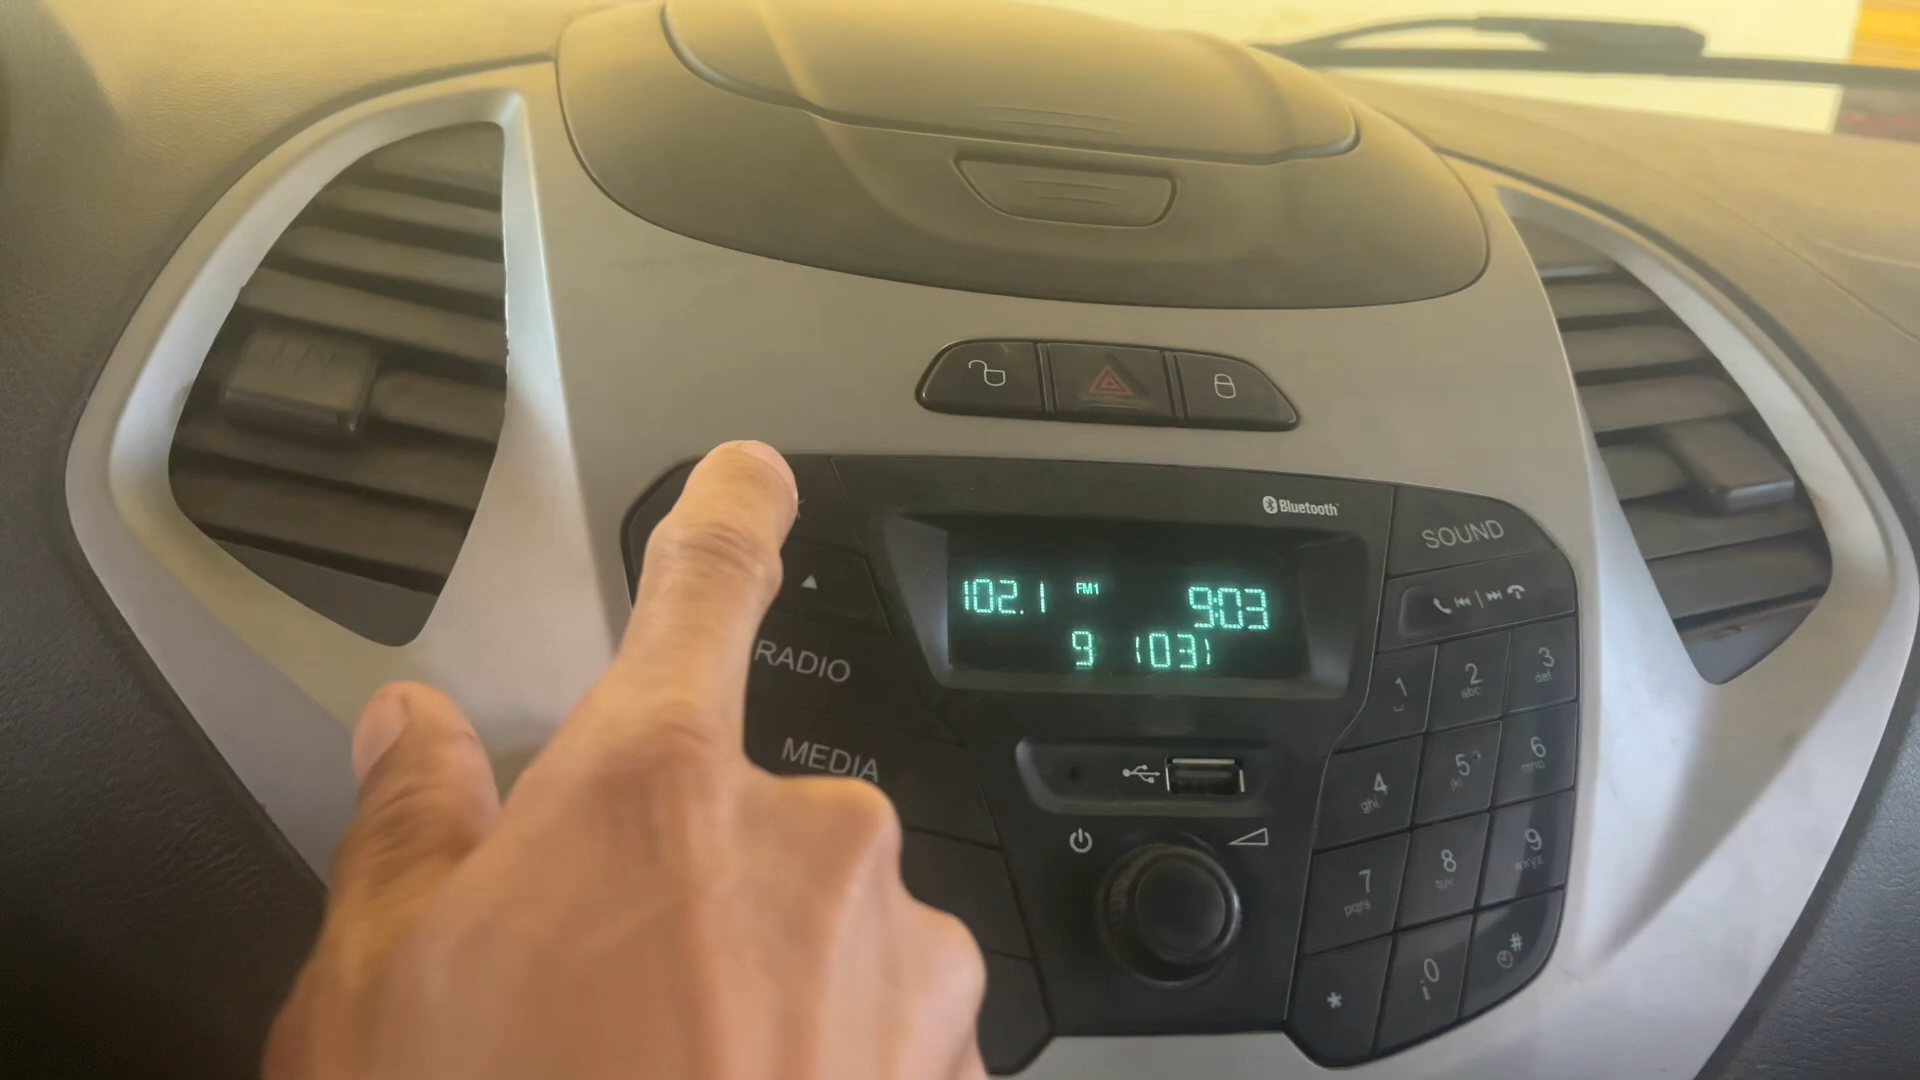 Bluetooth
SOUND
102.1 FM1 9:03
9 103
RADIO
MEDIA
1
2 abc
3 def
4 ghi
5 jkl
6 mno
7 pqrs
8 tuv
9 wxyz
*
0
#